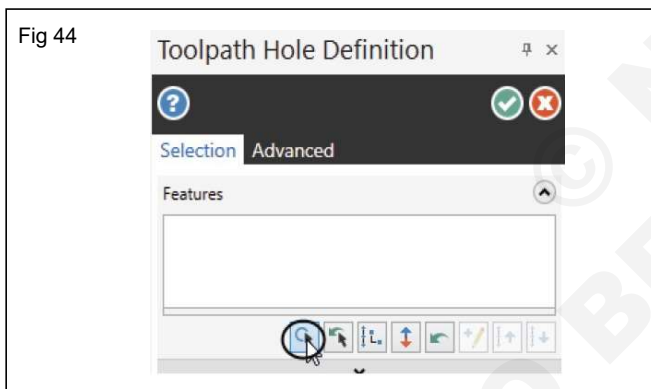 Fig 44
Toolpath Hole Definition
?
Selection Advanced
Features